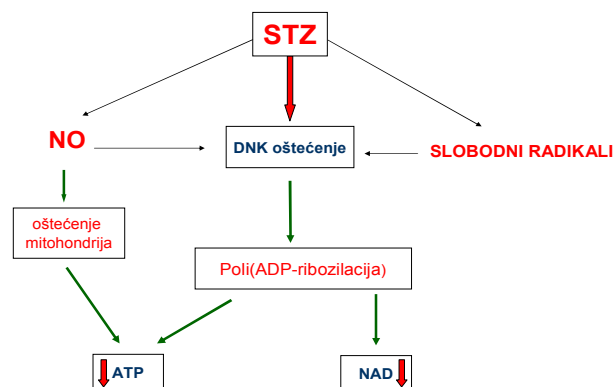 STZ
NO
DNK oštećenje
SLOBODNI RADIKALI
oštećenje
mitohondrija
Poli(ADP-ribozilacija)
ATP
NAD